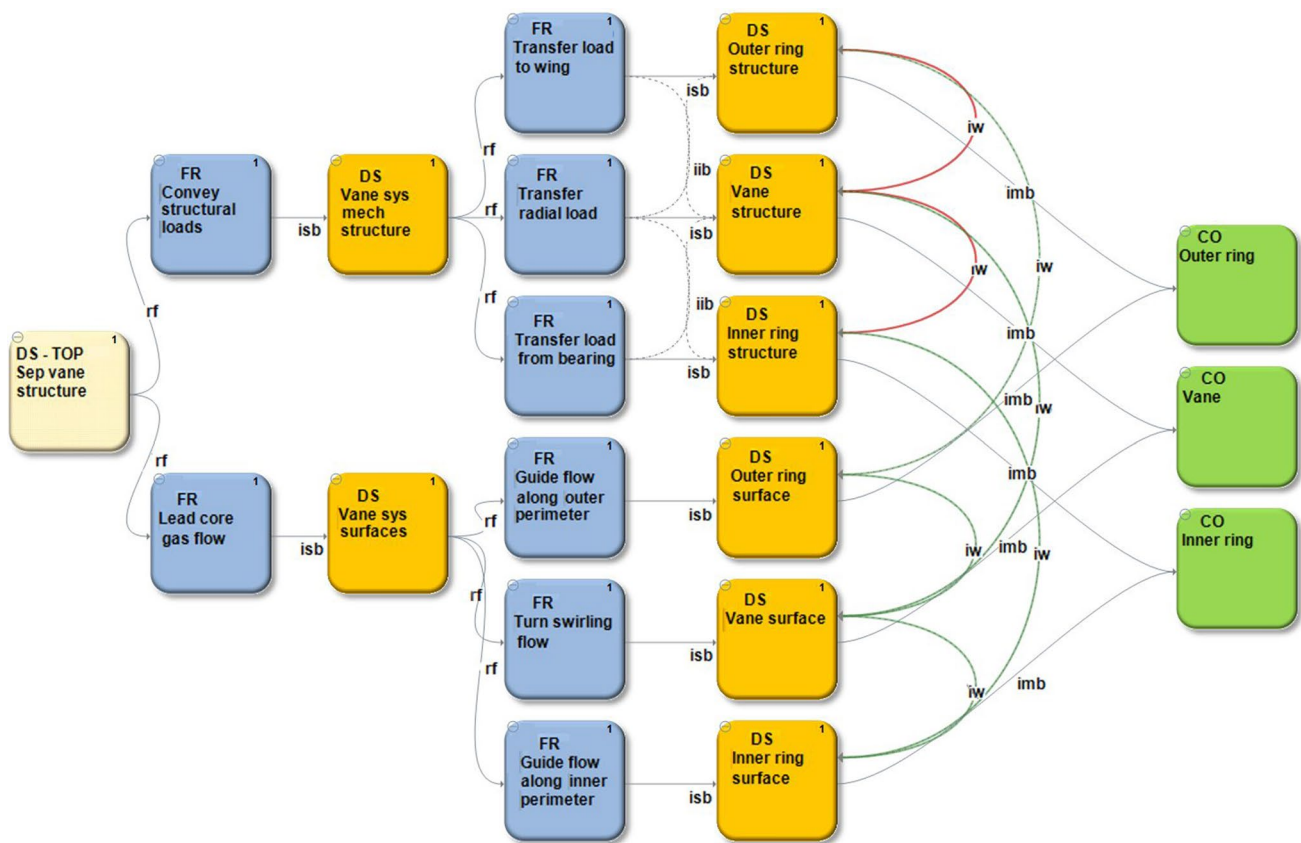 DS - TOP 1
Sep vane
structure
rf
rf
FR 1
Convey
structural
loads
isb
FR 1
Lead core
gas flow
isb
DS 1
Vane sys
mech
structure
rf
rf
rf
DS 1
Vane sys
surfaces
rf
rf
rf
FR 1
Transfer load
to wing
isb
FR 1
Transfer
radial load
isb
FR 1
Transfer load
from bearing
isb
iib
iib
FR 1
Guide flow
along outer
perimeter
isb
FR 1
Turn swirling
flow
isb
FR 1
Guide flow
along inner
perimeter
isb
DS 1
Outer ring
structure
DS 1
Vane
structure
DS 1
Inner ring
structure
DS 1
Outer ring
surface
DS 1
Vane surface
DS 1
Inner ring
surface
iw
iw
iw
iw
iw
iw
iw
imb
imb
imb
imb
imb
imb
CO
Outer ring
CO
Vane
CO
Inner ring